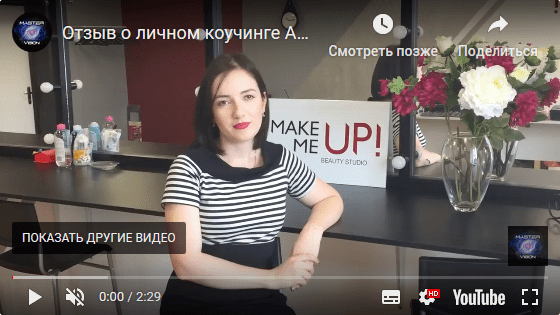 MASTER
VISION
Отзыв о личном коучинге А...
Смотреть позже
Поделиться
MAKE
ME
UP!
BEAUTY STUDIO
MASTER
VISION
ПОКАЗАТЬ ДРУГИЕ ВИДЕО
0:00 / 2:29
HD
YouTube